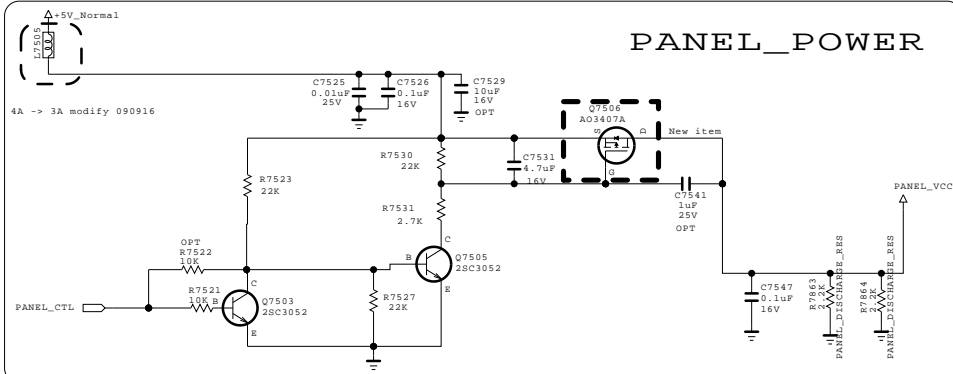 +5V_Normal
L7505
PANEL_POWER
4A -> 3A modify 090916
C7525
0.01uF
25V
C7526
0.1uF
16V
C7529
10uF
16V
OPT
Q7506
AO3407A
S
D
G
New item
R7530
22K
C7531
4.7uF
16V
R7523
22K
R7531
2.7K
C7541
1uF
25V
OPT
PANEL_VCC
OPT
R7522
10K
C
B
E
Q7505
2SC3052
R7521
10K
PANEL_CTL
B
C
E
Q7503
2SC3052
R7527
22K
C7547
0.1uF
16V
R7863
2.2K
PANEL_DISCHARGE_RES
R7864
2.2K
PANEL_DISCHARGE_RES